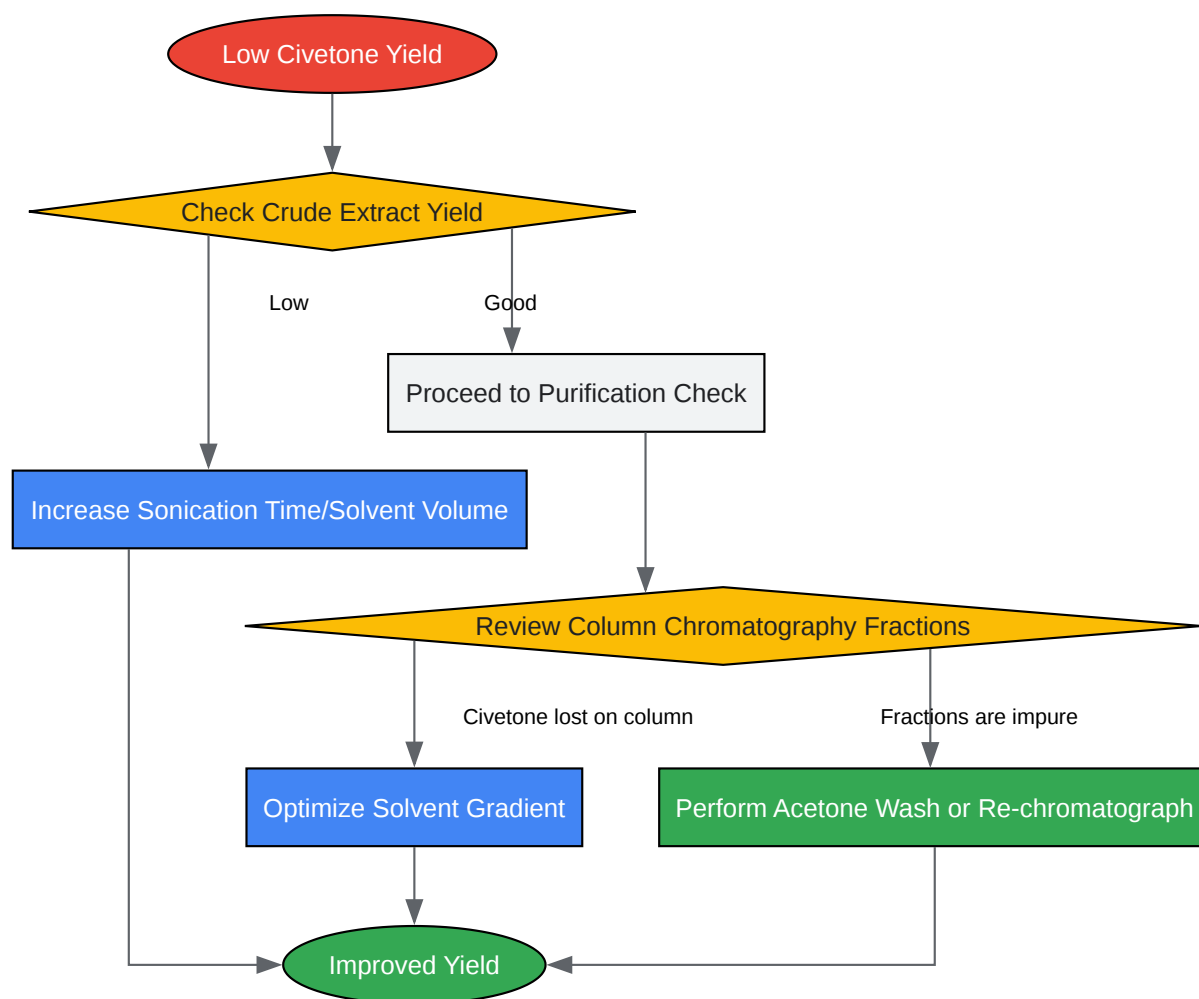 Low Civetone Yield
Check Crude Extract Yield
Low
Good
Proceed to Purification Check
Increase Sonication Time/Solvent Volume
Review Column Chromatography Fractions
Civetone lost on column
Fractions are impure
Optimize Solvent Gradient
Perform Acetone Wash or Re-chromatograph
Improved Yield